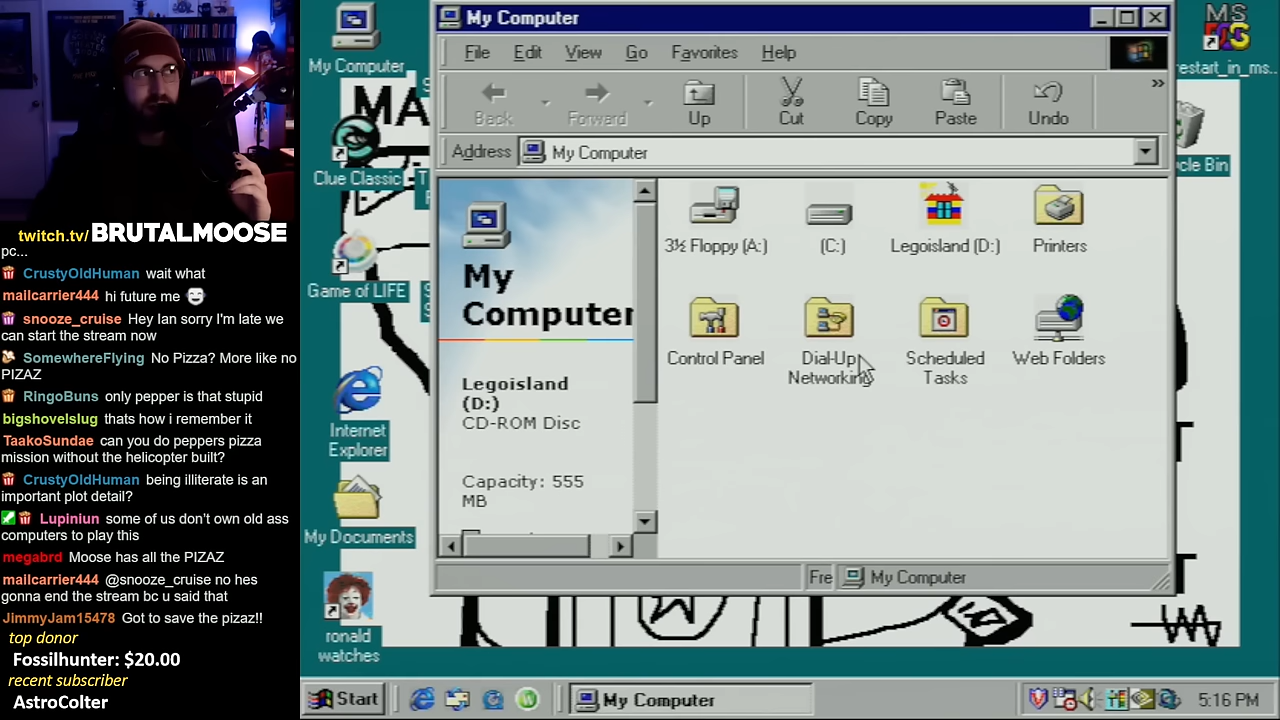 My Computer
File Edit View Go Favorites Help
Back Forward Up Cut Copy Paste Undo
»
Address My Computer
My
Computer
Legoisland
(D:)
CD-ROM Disc
Capacity: 555
MB
3½ Floppy (A:)
(C:)
Legoisland (D:)
Printers
Control Panel
Dial-Up
Networking
Scheduled
Tasks
Web Folders
Fre My Computer
My Computer
MA
Clue Classic
Game of LIFE
Internet
Explorer
My Documents
ronald
watches
MS
restart_in_ms...
cle Bin
Start My Computer 5:16 PM
twitch.tv/BRUTALMOOSE
pc...
CrustyOldHuman wait what
mailcarrier444 hi future me
snooze_cruise Hey Ian sorry I'm late we
can start the stream now
SomewhereFlying No Pizza? More like no
PIZAZ
RingoBuns only pepper is that stupid
bigshovelslug thats how i remember it
TaakoSundae can you do peppers pizza
mission without the helicopter built?
CrustyOldHuman being illiterate is an
important plot detail?
Lupiniun some of us don't own old ass
computers to play this
megabrd Moose has all the PIZAZ
mailcarrier444 @snooze_cruise no hes
gonna end the stream bc u said that
JimmyJam15478 Got to save the pizaz!!
top donor
Fossilhunter: $20.00
recent subscriber
AstroColter